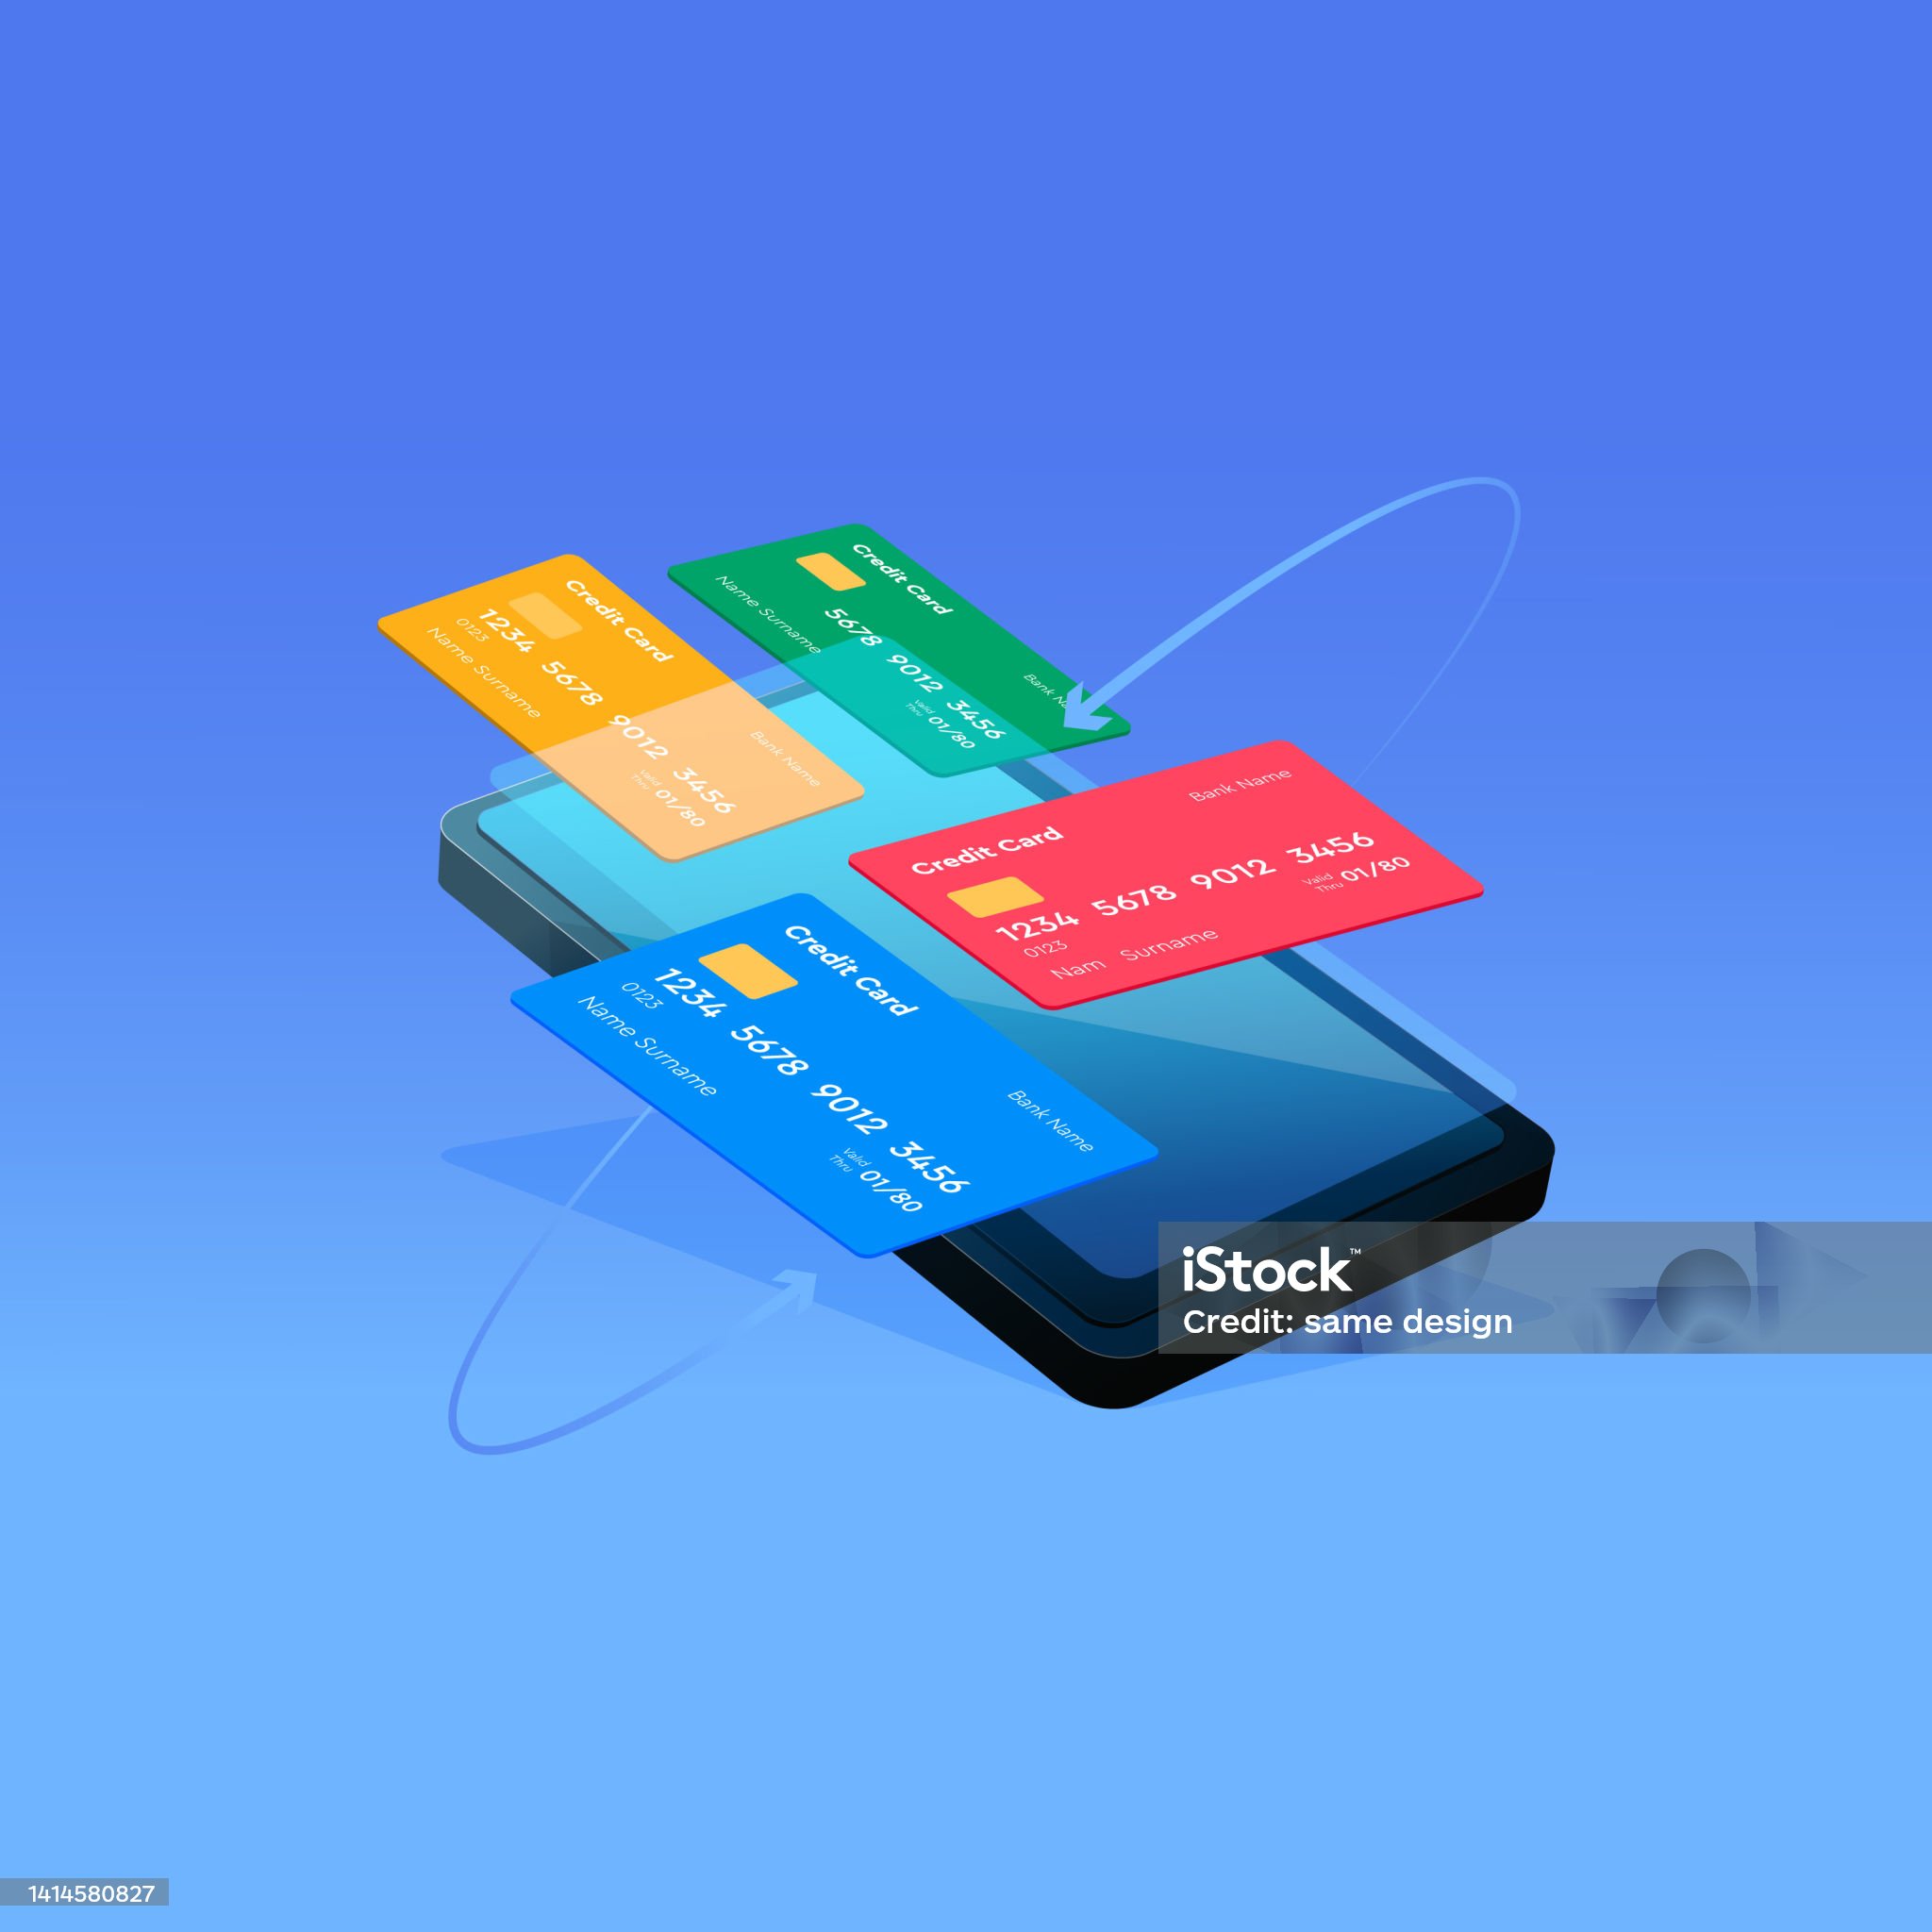 Credit Card
5678 9012 3456
Valid
Thru 01/80
Name Surname
Bank
Credit Card
1234 5678 9012 3456
0123
Valid
Thru 01/80
Name Surname
Bank Name
Bank Name
Credit Card
1234 5678 9012 3456
0123
Valid
Thru 01/80
Nam Surname
Credit Card
1234 5678 9012 3456
0123
Valid
Thru 01/80
Name Surname
Bank Name
iStock™
Credit: same design
1414580827